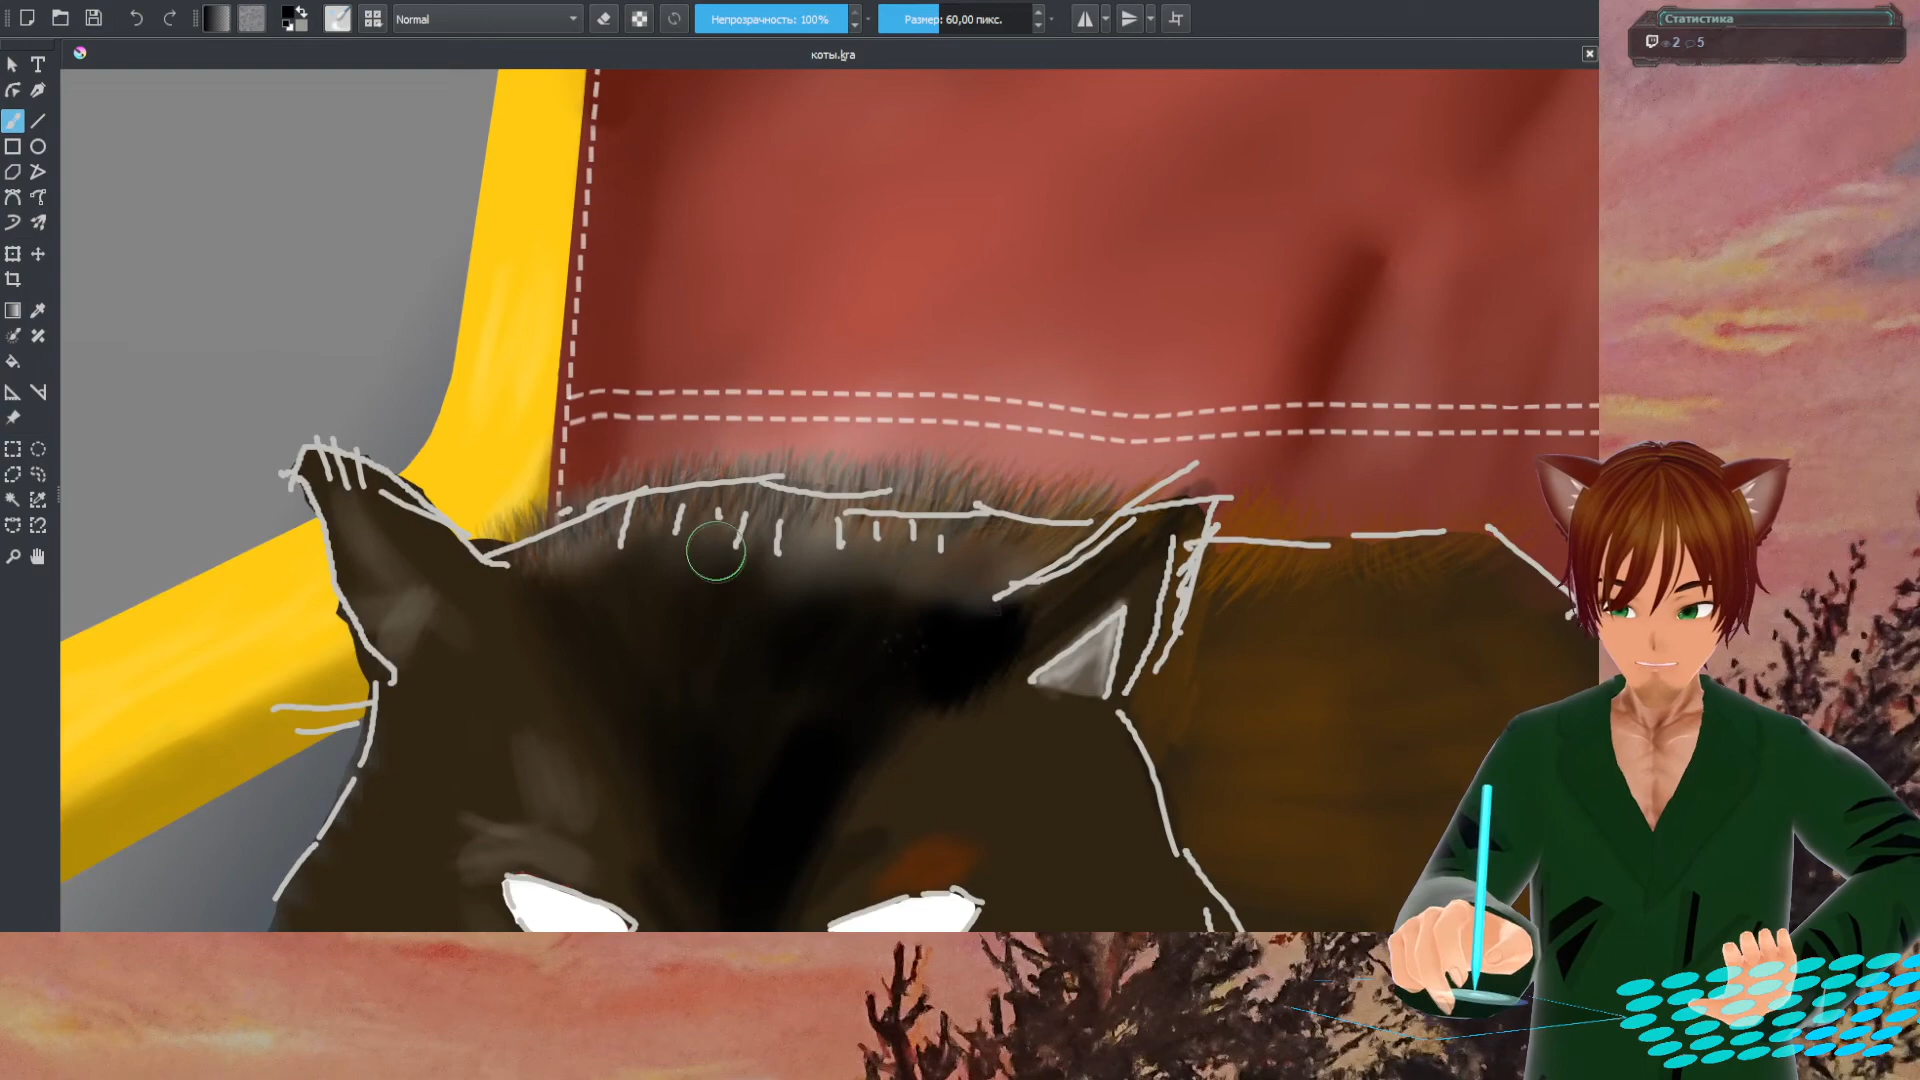 Normal
Непрозрачность: 100%
Размер: 60,00 пикс.
Статистика
коты.kra
2 5